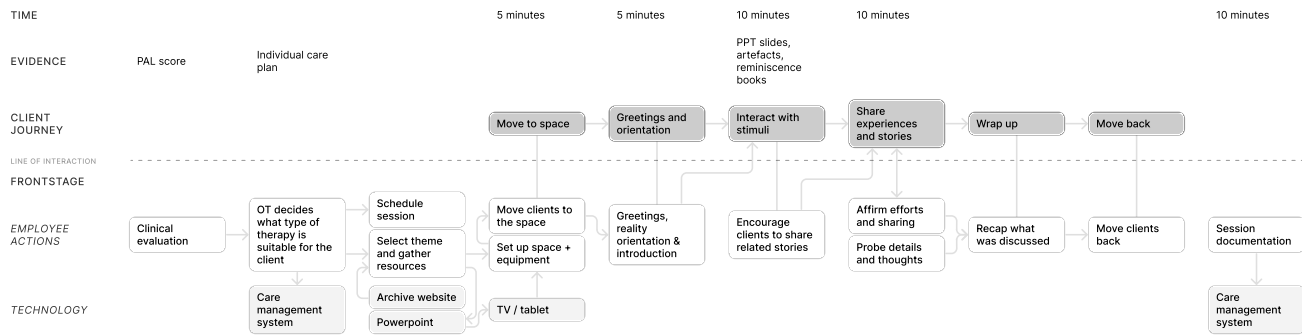 TIME
5 minutes
5 minutes
10 minutes
10 minutes
10 minutes
EVIDENCE
PAL score
Individual care
plan
PPT slides,
artefacts,
reminiscence
books
CLIENT
JOURNEY
Move to space
Greetings and
orientation
Interact with
stimuli
Share
experiences
and stories
Wrap up
Move back
LINE OF INTERACTION
FRONTSTAGE
EMPLOYEE
ACTIONS
Clinical
evaluation
OT decides
what type of
therapy is
suitable for the
client
Schedule
session
Select theme
and gather
resources
Move clients to
the space
Set up space +
equipment
Greetings,
reality
orientation &
introduction
Encourage
clients to share
related stories
Affirm efforts
and sharing
Probe details
and thoughts
Recap what
was discussed
Move clients
back
Session
documentation
TECHNOLOGY
Care
management
system
Archive website
Powerpoint
TV / tablet
Care
management
system